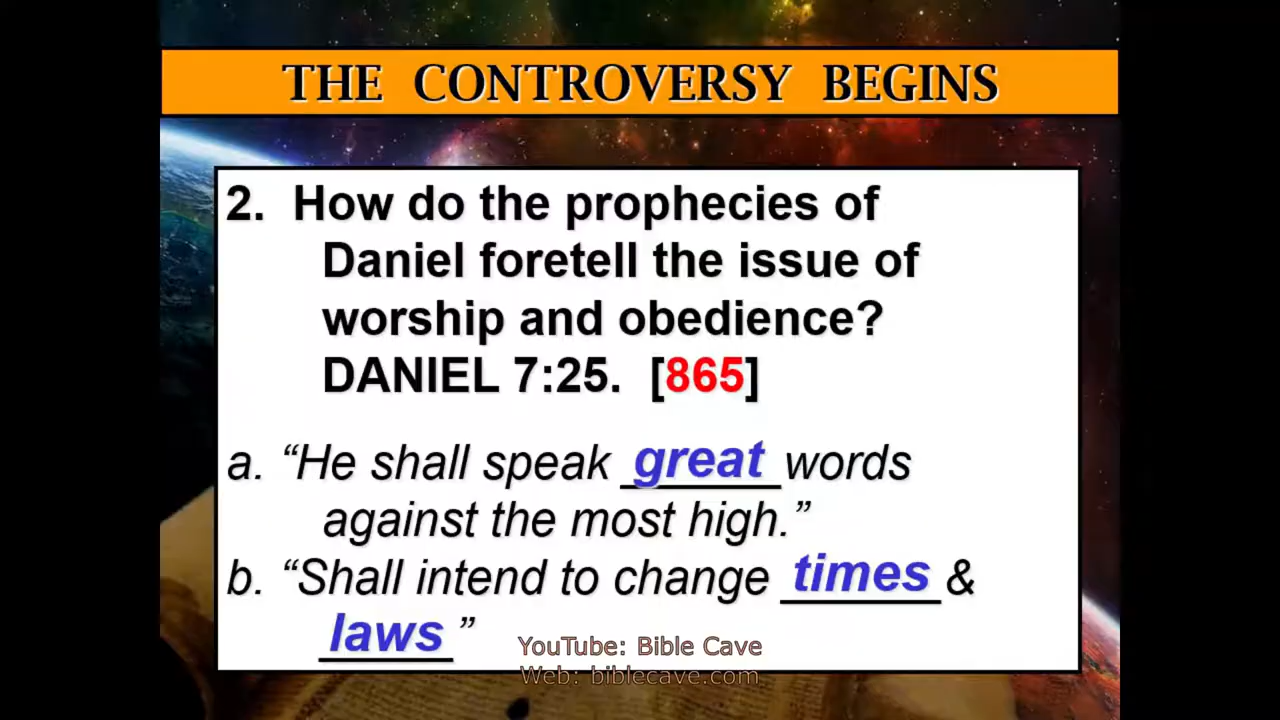 THE CONTROVERSY BEGINS
2. How do the prophecies of
Daniel foretell the issue of
worship and obedience?
DANIEL 7:25. [865]
a. “He shall speak great words
against the most high.”
b. “Shall intend to change times &
laws ”
YouTube: Bible Cave
Web: biblecave.com